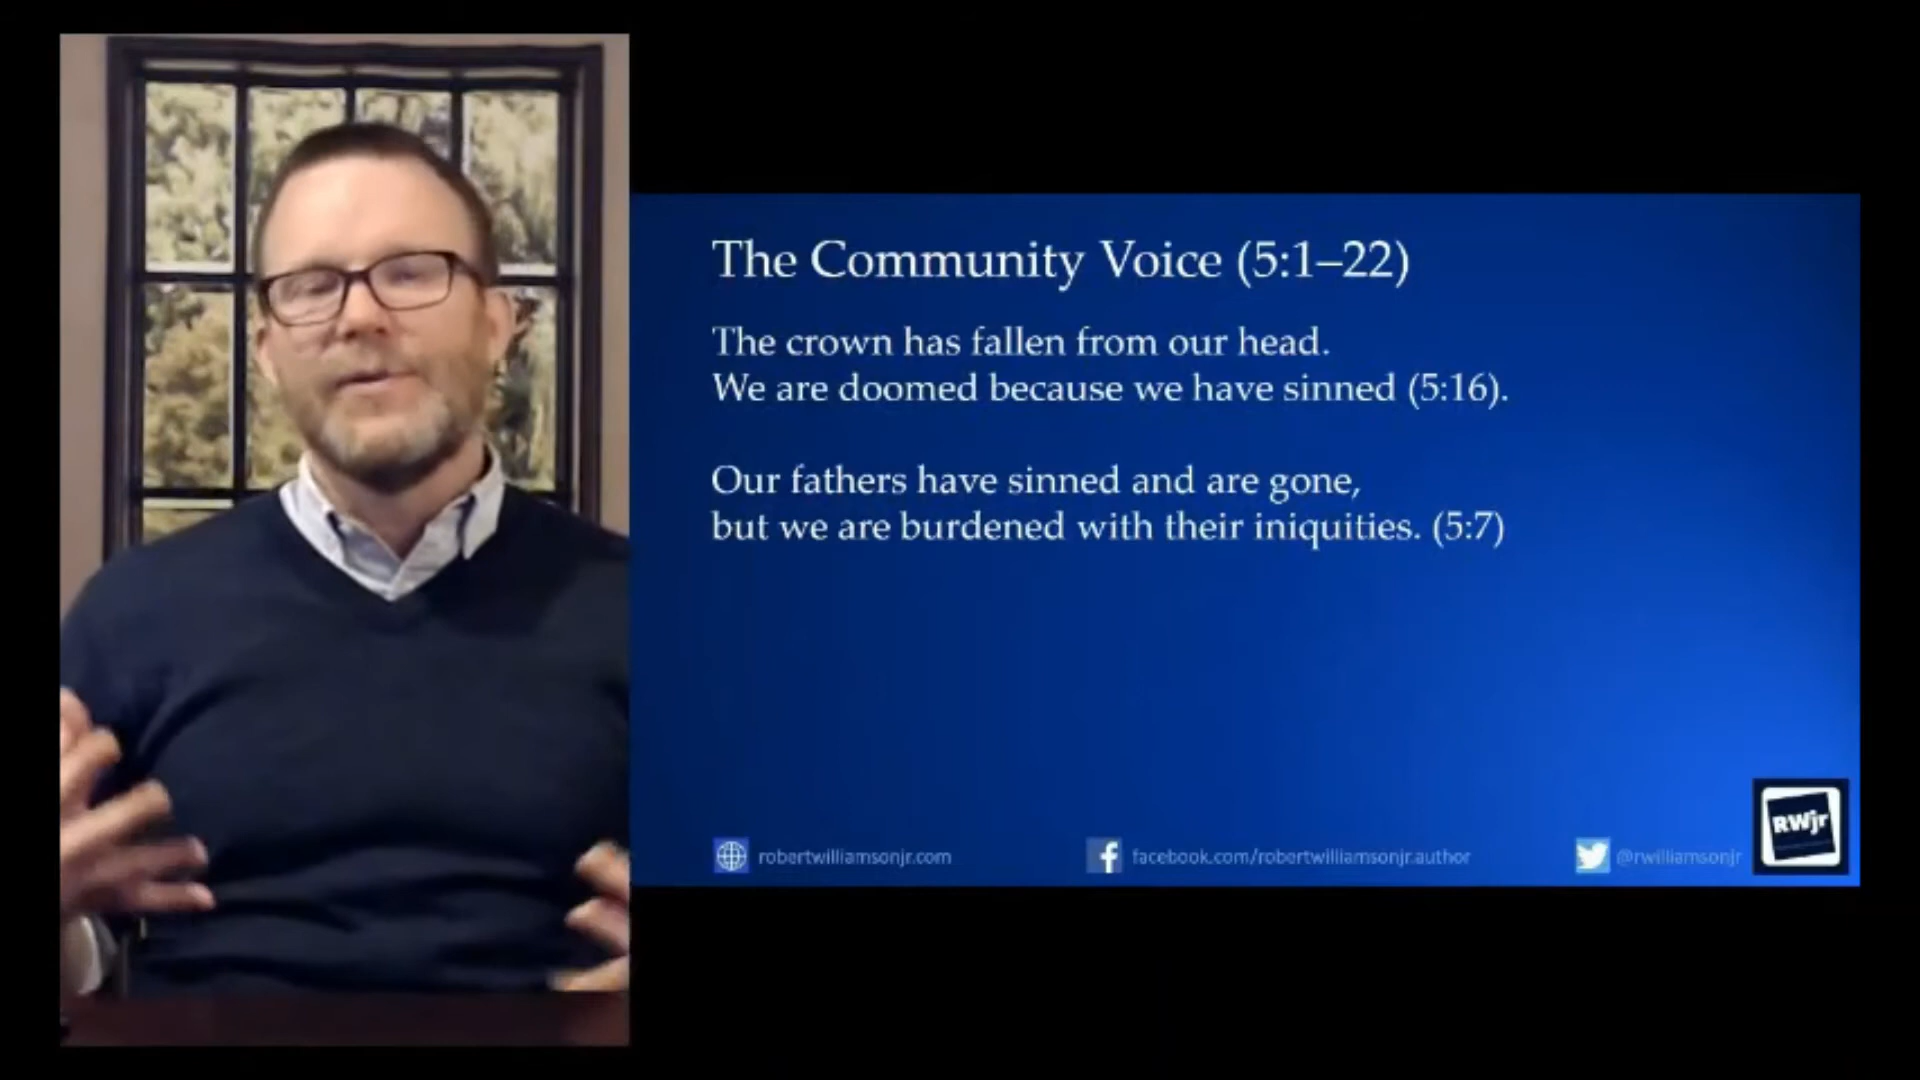 The Community Voice (5:1–22)
The crown has fallen from our head.
We are doomed because we have sinned (5:16).
Our fathers have sinned and are gone,
but we are burdened with their iniquities. (5:7)
robertwilliamsonjr.com
facebook.com/robertwilliamsonjr.author
@rwilliamsonjr
RWjr